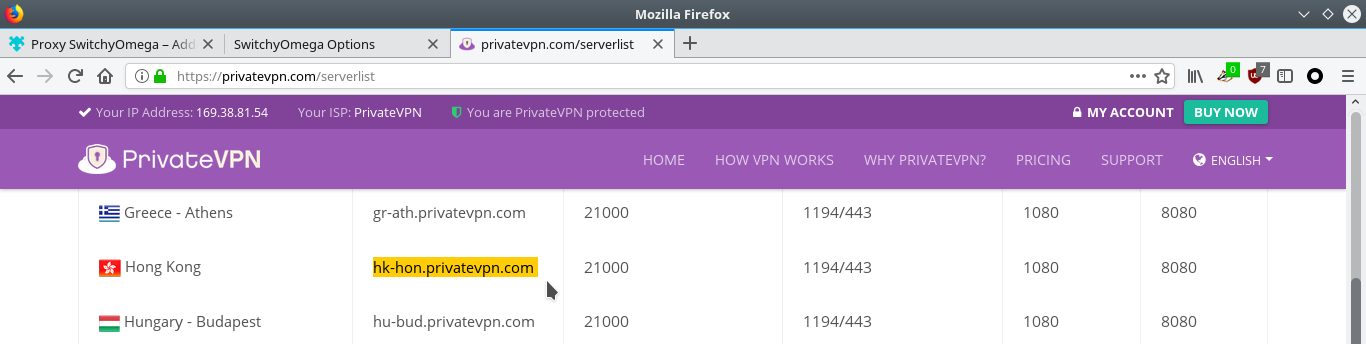 Mozilla Firefox
Proxy SwitchyOmega – Add
SwitchyOmega Options
privatevpn.com/serverlist
https://privatevpn.com/serverlist
0
7
Your IP Address: 169.38.81.54 Your ISP: PrivateVPN You are PrivateVPN protected MY ACCOUNT BUY NOW
PrivateVPN HOME HOW VPN WORKS WHY PRIVATEVPN? PRICING SUPPORT ENGLISH
Greece - Athens gr-ath.privatevpn.com 21000 1194/443 1080 8080
Hong Kong hk-hon.privatevpn.com 21000 1194/443 1080 8080
Hungary - Budapest hu-bud.privatevpn.com 21000 1194/443 1080 8080